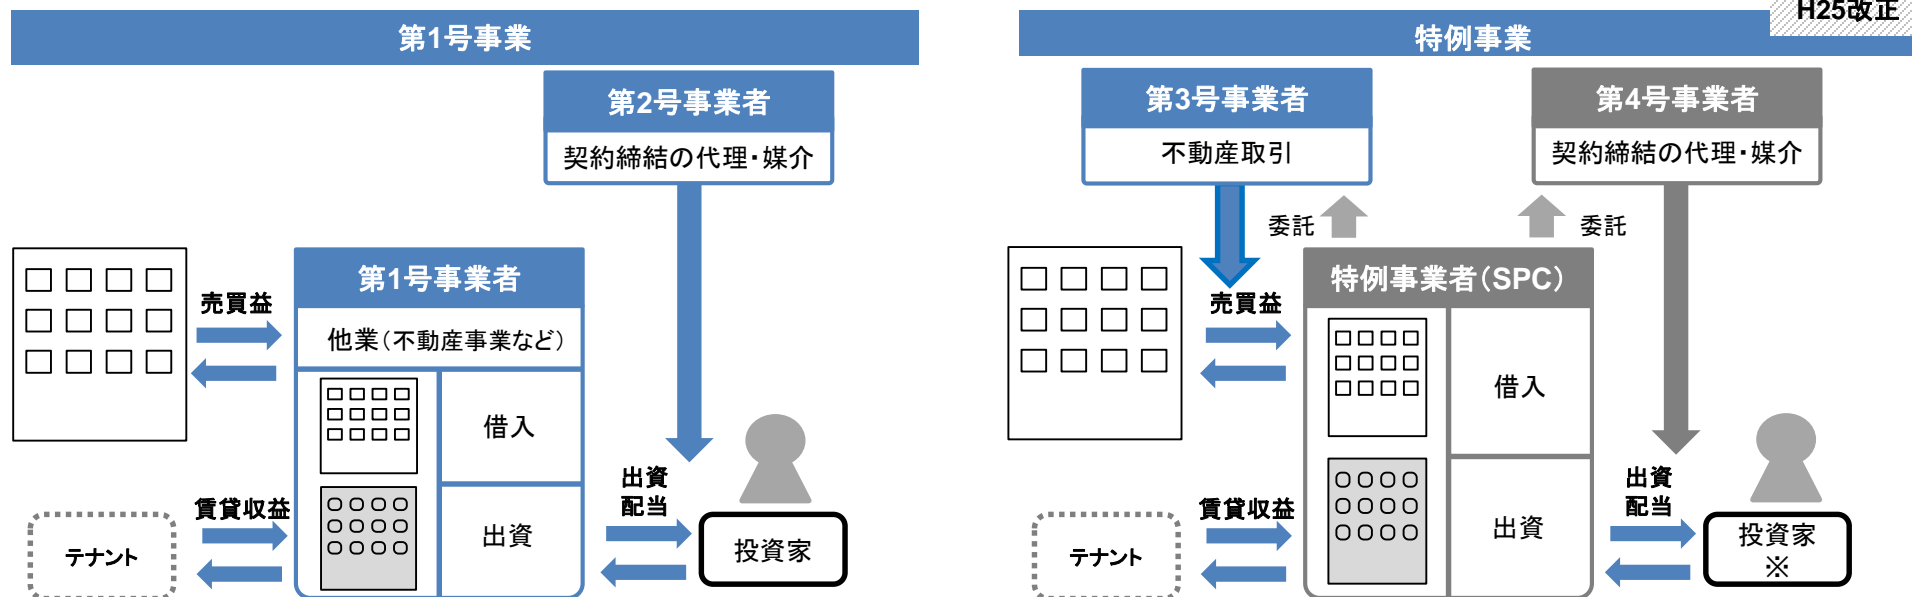 第1号事業
第2号事業者
契約締結の代理・媒介
第1号事業者
他業(不動産事業など)
売買益
借入
出資
賃貸収益
テナント
出資
配当
投資家
H25改正
特例事業
第3号事業者
不動産取引
第4号事業者
契約締結の代理・媒介
委託
委託
特例事業者(SPC)
売買益
借入
出資
賃貸収益
テナント
出資
配当
投資家
※